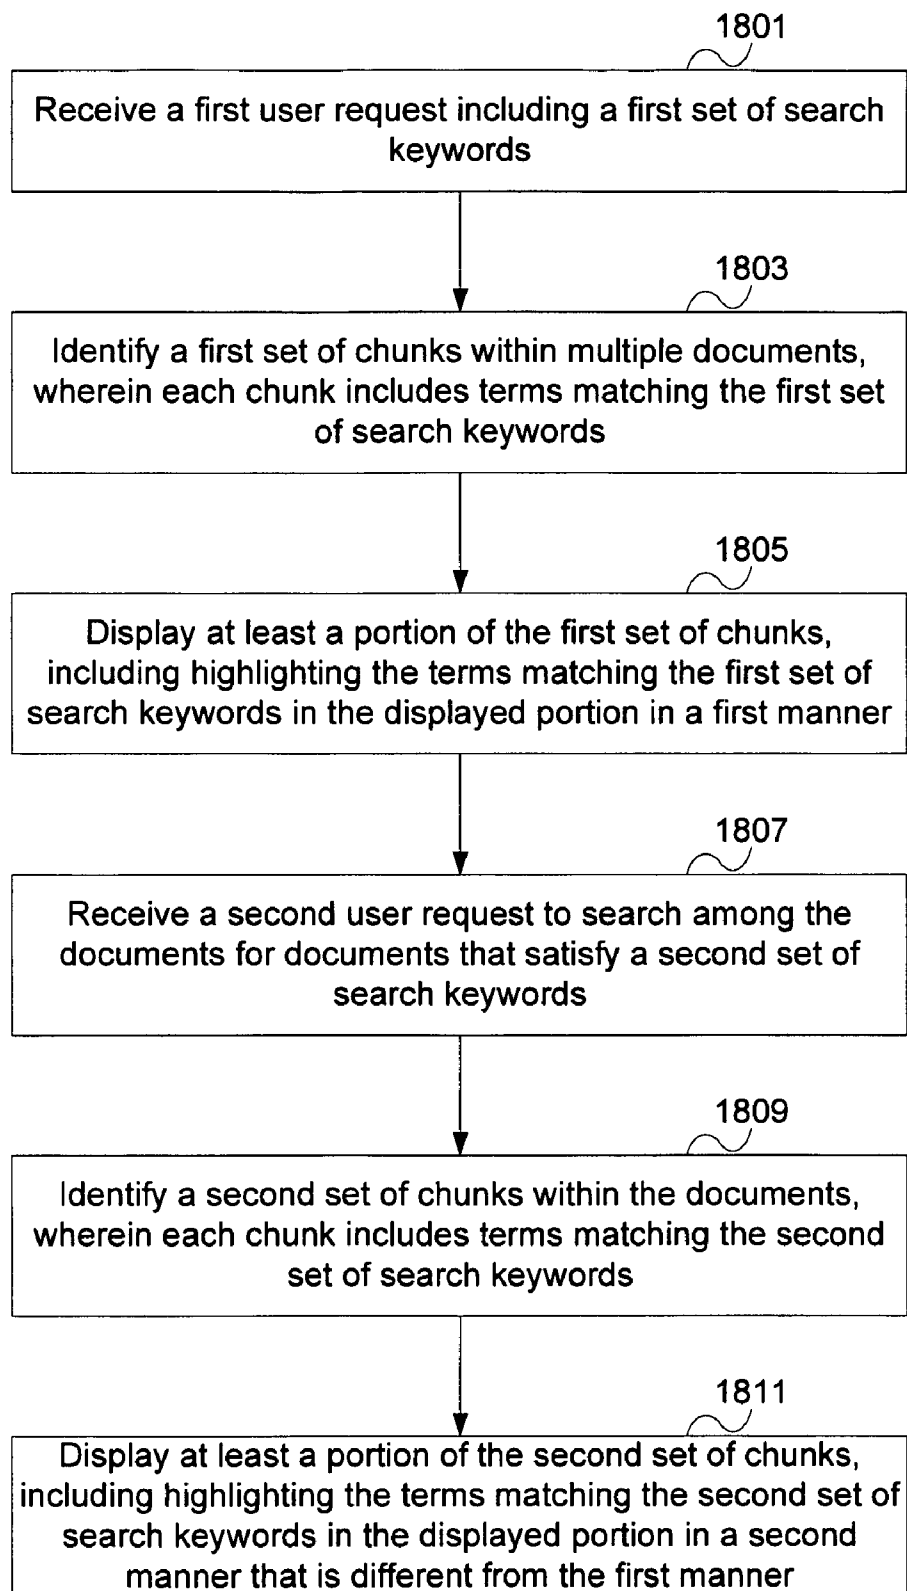 1801
Receive a first user request including a first set of search
keywords
1803
Identify a first set of chunks within multiple documents,
wherein each chunk includes terms matching the first set
of search keywords
1805
Display at least a portion of the first set of chunks,
including highlighting the terms matching the first set of
search keywords in the displayed portion in a first manner
1807
Receive a second user request to search among the
documents for documents that satisfy a second set of
search keywords
1809
Identify a second set of chunks within the documents,
wherein each chunk includes terms matching the second
set of search keywords
1811
Display at least a portion of the second set of chunks,
including highlighting the terms matching the second set of
search keywords in the displayed portion in a second
manner that is different from the first manner